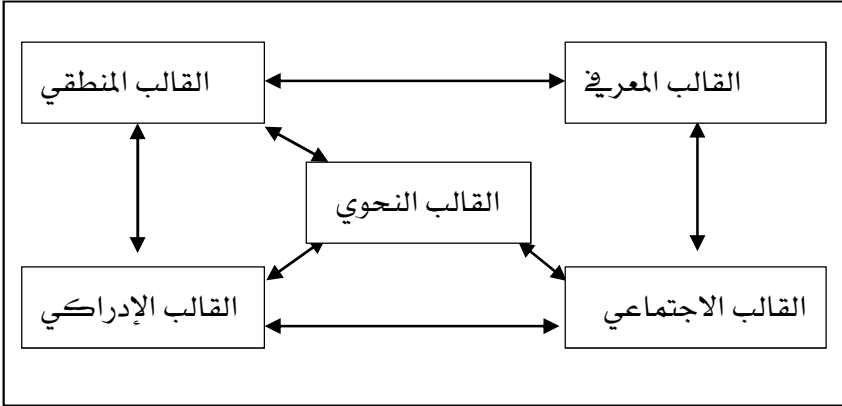 القالب المعرفي
القالب المنطقي
القالب النحوي
القالب الاجتماعي
القالب الإدراكي